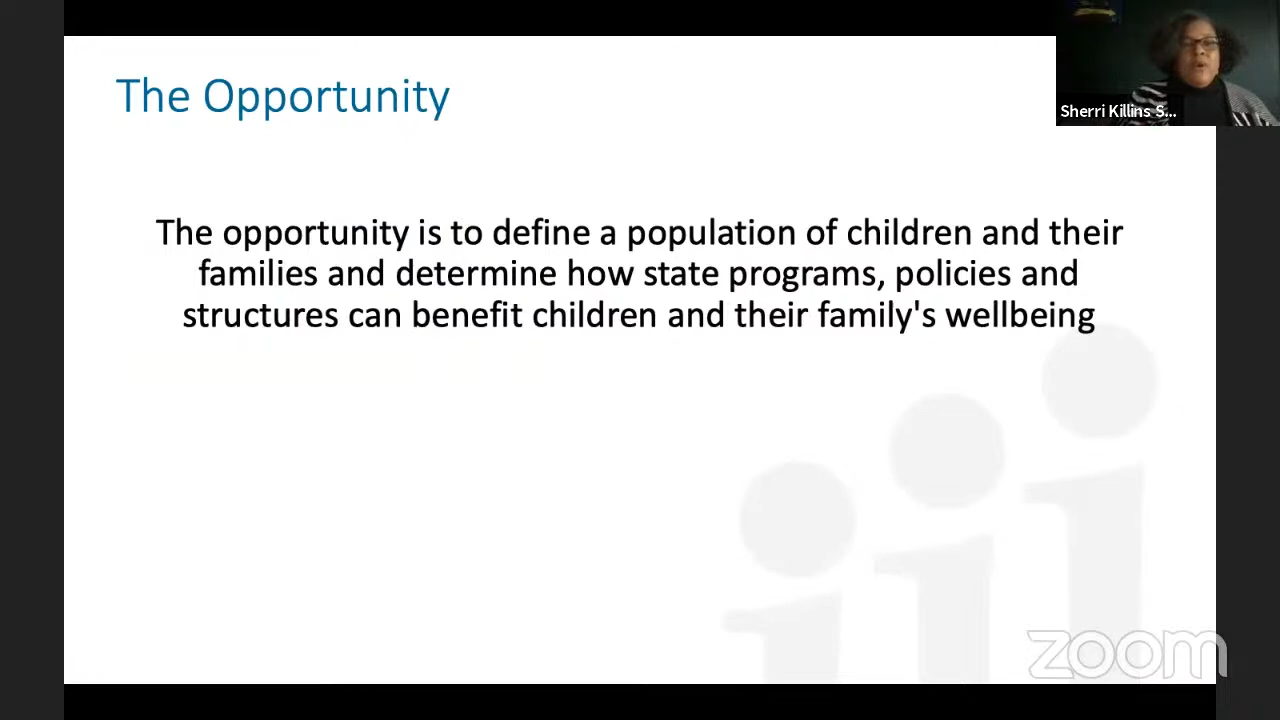 The Opportunity
Sherri Killins S...
The opportunity is to define a population of children and their
families and determine how state programs, policies and
structures can benefit children and their family's wellbeing
zoom